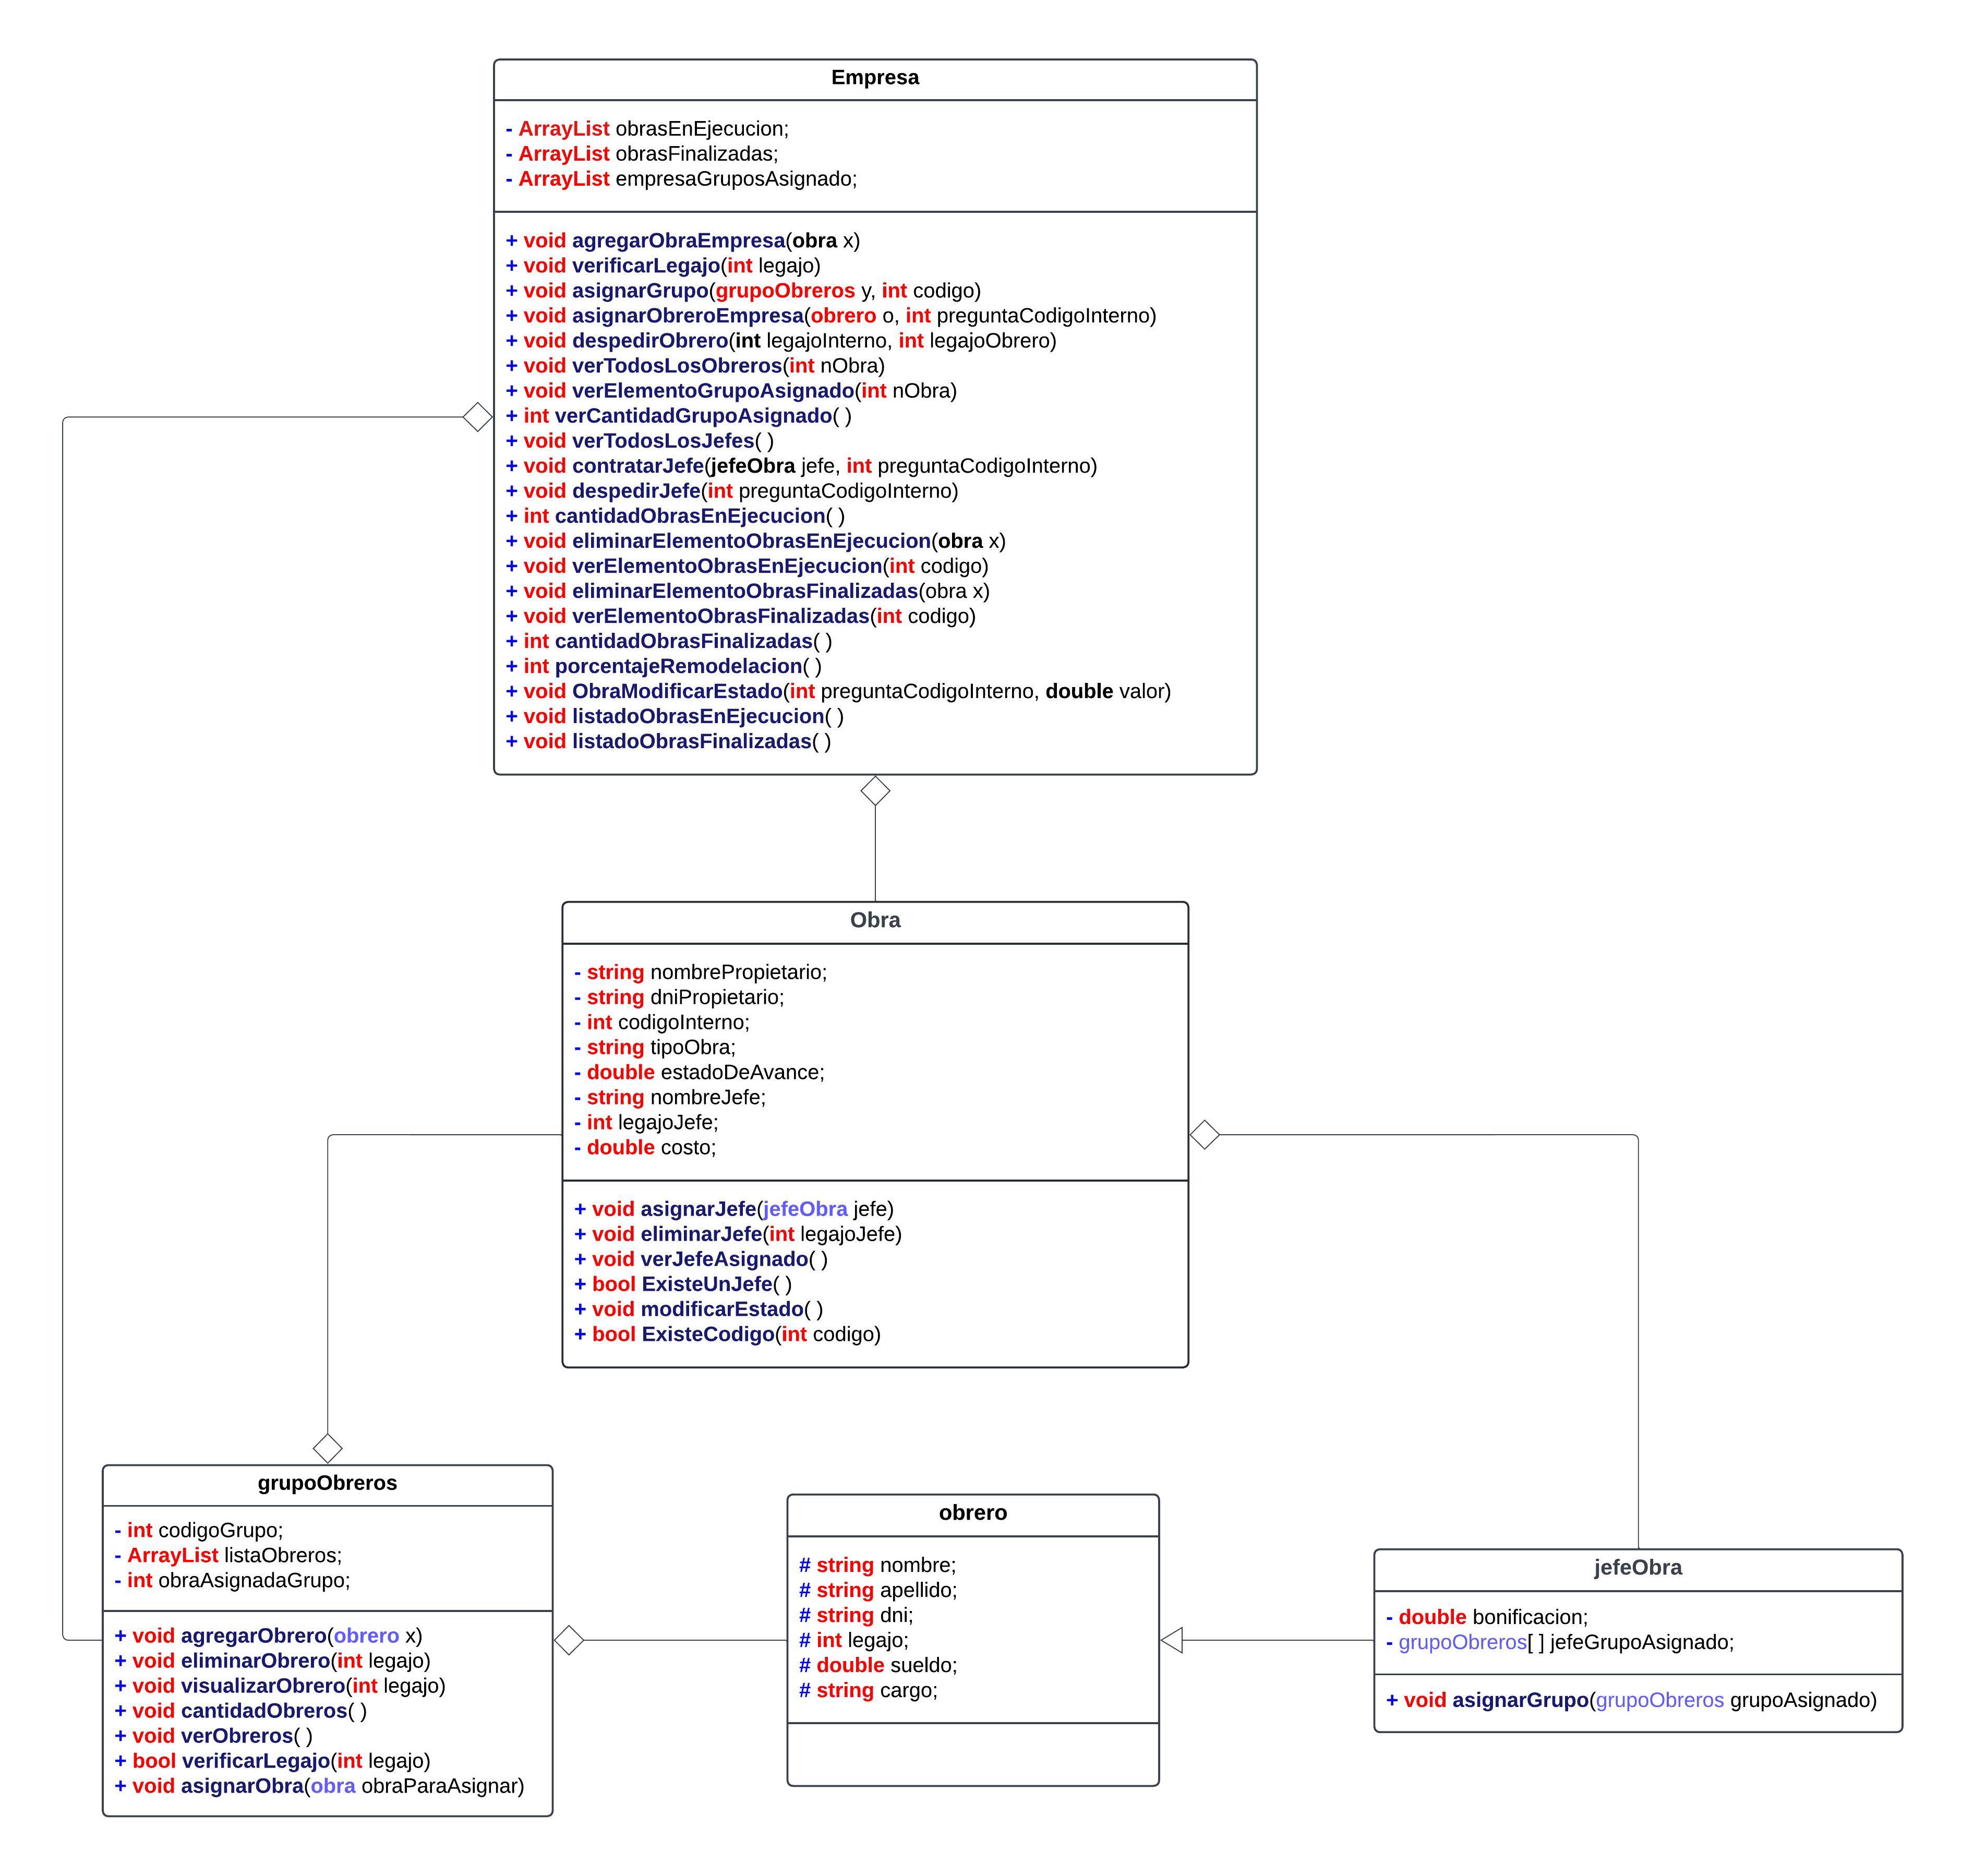 Empresa
- ArrayList obrasEnEjecucion;
- ArrayList obrasFinalizadas;
- ArrayList empresaGruposAsignado;
+ void agregarObraEmpresa(obra x)
+ void verificarLegajo(int legajo)
+ void asignarGrupo(grupoObreros y, int codigo)
+ void asignarObreroEmpresa(obrero o, int preguntaCodigoInterno)
+ void despedirObrero(int legajoInterno, int legajoObrero)
+ void verTodosLosObreros(int nObra)
+ void verElementoGrupoAsignado(int nObra)
+ int verCantidadGrupoAsignado( )
+ void verTodosLosJefes( )
+ void contratarJefe(jefeObra jefe, int preguntaCodigoInterno)
+ void despedirJefe(int preguntaCodigoInterno)
+ int cantidadObrasEnEjecucion( )
+ void eliminarElementoObrasEnEjecucion(obra x)
+ void verElementoObrasEnEjecucion(int codigo)
+ void eliminarElementoObrasFinalizadas(obra x)
+ void verElementoObrasFinalizadas(int codigo)
+ int cantidadObrasFinalizadas( )
+ int porcentajeRemodelacion( )
+ void ObraModificarEstado(int preguntaCodigoInterno, double valor)
+ void listadoObrasEnEjecucion( )
+ void listadoObrasFinalizadas( )
Obra
- string nombrePropietario;
- string dniPropietario;
- int codigoInterno;
- string tipoObra;
- double estadoDeAvance;
- string nombreJefe;
- int legajoJefe;
- double costo;
+ void asignarJefe(jefeObra jefe)
+ void eliminarJefe(int legajoJefe)
+ void verJefeAsignado( )
+ bool ExisteUnJefe( )
+ void modificarEstado( )
+ bool ExisteCodigo(int codigo)
grupoObreros
- int codigoGrupo;
- ArrayList listaObreros;
- int obraAsignadaGrupo;
+ void agregarObrero(obrero x)
+ void eliminarObrero(int legajo)
+ void visualizarObrero(int legajo)
+ void cantidadObreros( )
+ void verObreros( )
+ bool verificarLegajo(int legajo)
+ void asignarObra(obra obraParaAsignar)
obrero
# string nombre;
# string apellido;
# string dni;
# int legajo;
# double sueldo;
# string cargo;
jefeObra
- double bonificacion;
- grupoObreros[ ] jefeGrupoAsignado;
+ void asignarGrupo(grupoObreros grupoAsignado)